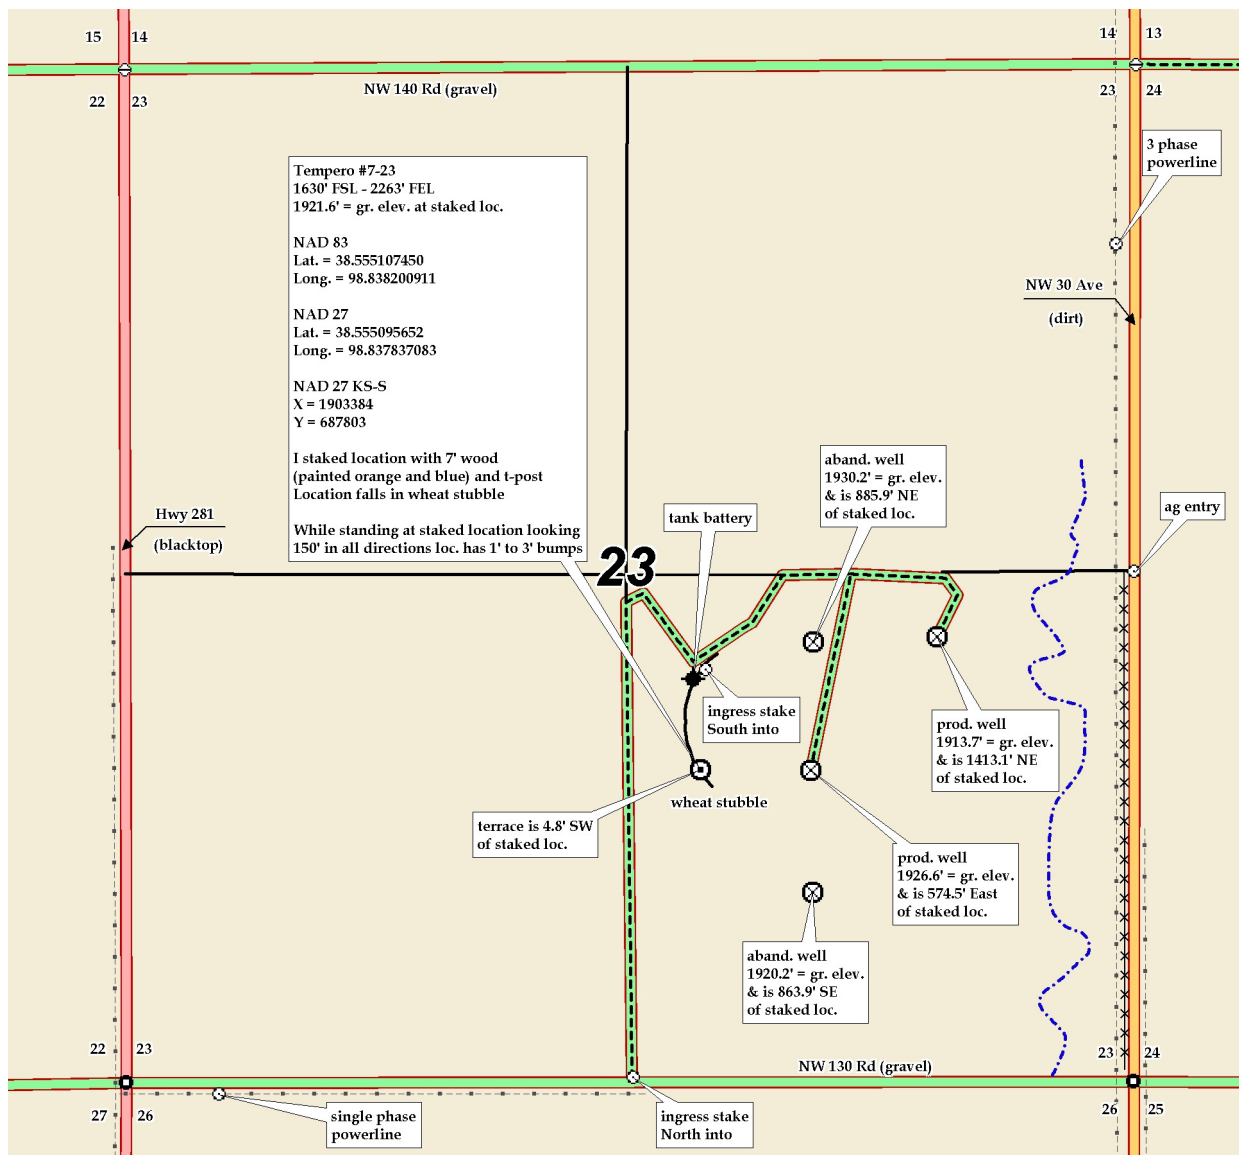 15 14
14 13
22 23
23 24
NW 140 Rd (gravel)
3 phase
powerline
Tempero #7-23
1630' FSL - 2263' FEL
1921.6' = gr. elev. at staked loc.
NAD 83
Lat. = 38.555107450
Long. = 98.838200911
NAD 27
Lat. = 38.555095652
Long. = 98.837837083
NAD 27 KS-S
X = 1903384
Y = 687803
I staked location with 7' wood
(painted orange and blue) and t-post
Location falls in wheat stubble
While standing at staked location looking
150' in all directions loc. has 1' to 3' bumps
NW 30 Ave
(dirt)
aband. well
1930.2' = gr. elev.
& is 885.9' NE
of staked loc.
Hwy 281
(blacktop)
tank battery
ag entry
23
ingress stake
South into
prod. well
1913.7' = gr. elev.
& is 1413.1' NE
of staked loc.
wheat stubble
terrace is 4.8' SW
of staked loc.
prod. well
1926.6' = gr. elev.
& is 574.5' East
of staked loc.
aband. well
1920.2' = gr. elev.
& is 863.9' SE
of staked loc.
22 23
23 24
NW 130 Rd (gravel)
27 26
26 25
single phase
powerline
ingress stake
North into